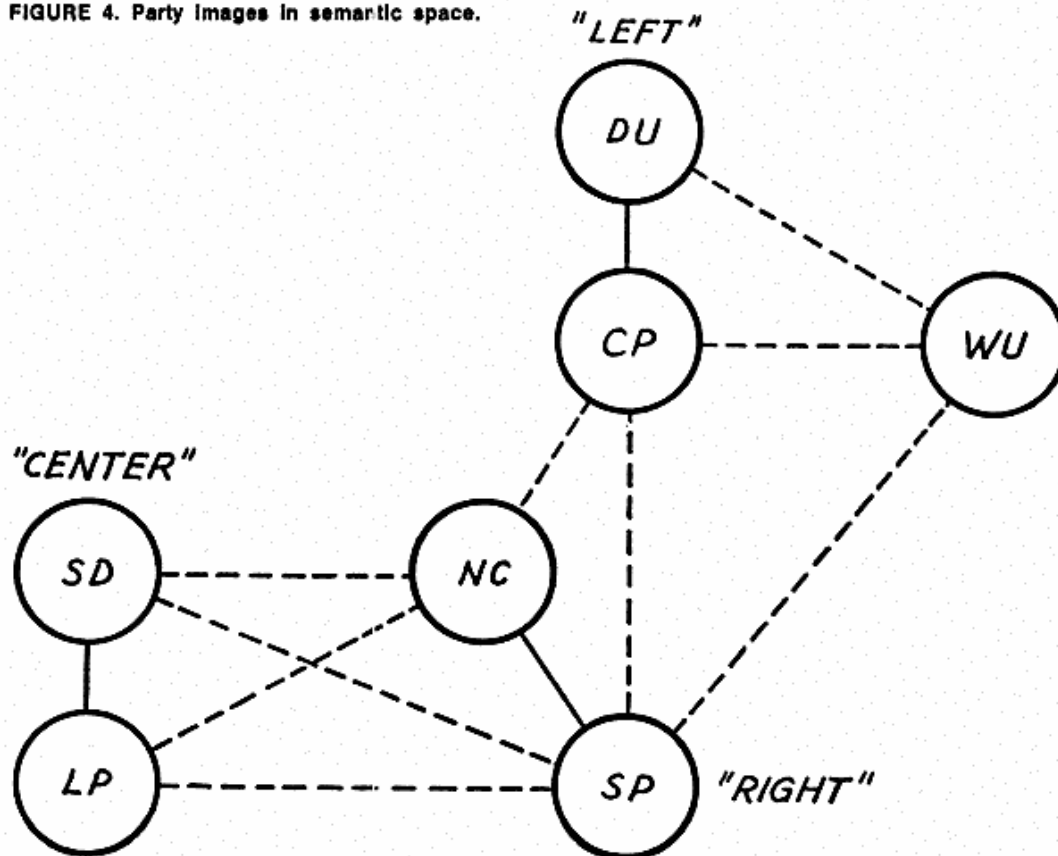 FIGURE 4. Party images in semantic space.
"LEFT"
DU
CP
WU
"CENTER"
SD
NC
LP
SP
"RIGHT"